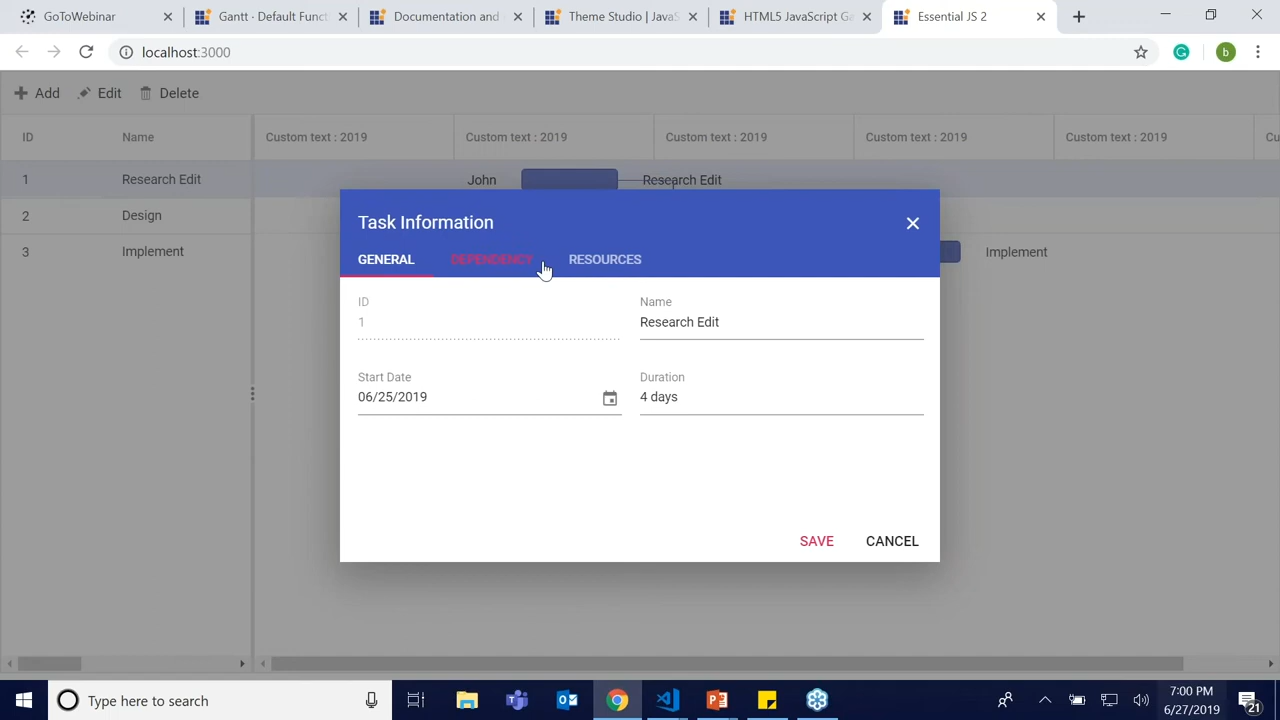 GoToWebinar
Gantt · Default Funct
Documentation and
Theme Studio | JavaS
HTML5 JavaScript Ga
Essential JS 2
localhost:3000
b
Add
Edit
Delete
ID
Name
Custom text : 2019
Custom text : 2019
Custom text : 2019
Custom text : 2019
Custom text : 2019
Cu
1
Research Edit
John
Research Edit
2
Design
3
Implement
Implement
Task Information
GENERAL
DEPENDENCY
RESOURCES
ID
1
Name
Research Edit
Start Date
06/25/2019
Duration
4 days
SAVE
CANCEL
Type here to search
7:00 PM
6/27/2019
21